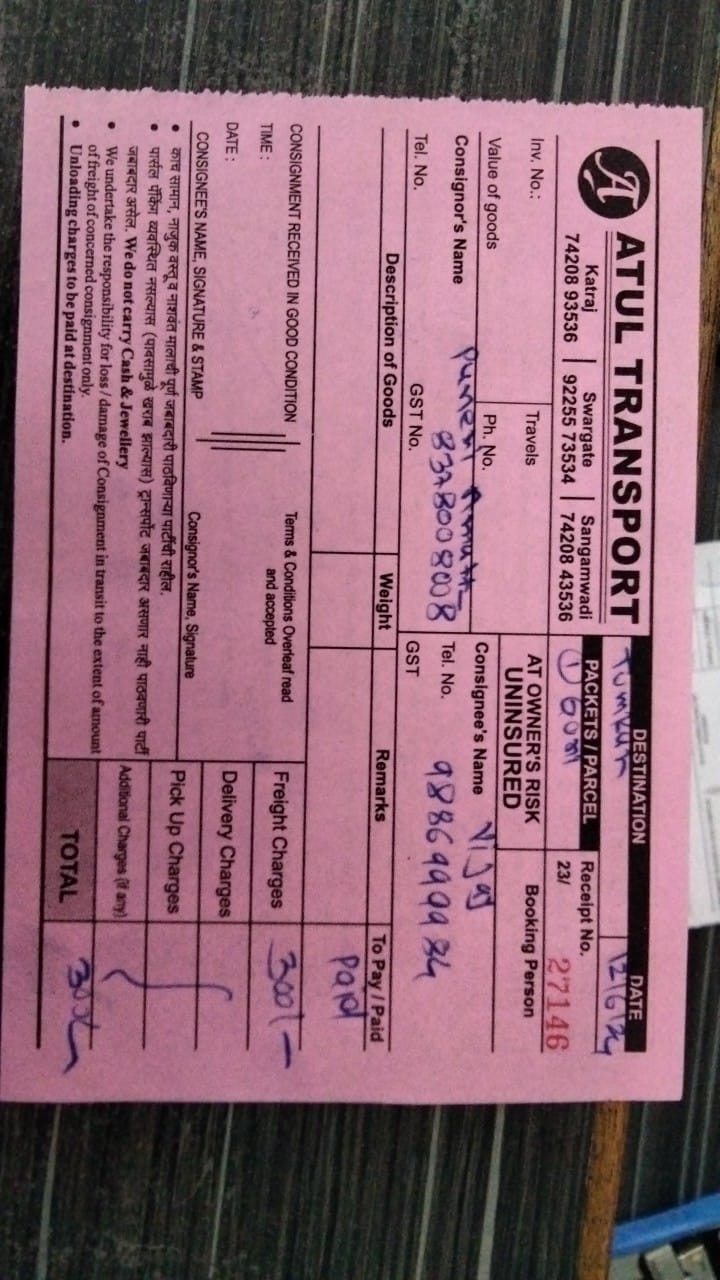 A ATUL TRANSPORT
Katraj
74208 93536
Swargate
92255 73534
Sangamwadi
74208 43536
DESTINATION
Tumkur
DATE
12/6/24
PACKETS / PARCEL
①
Receipt No.
23/ 27146
Inv. No.:
Travels
AT OWNER'S RISK
UNINSURED
Booking Person
Value of goods
Ph. No.
Consignor's Name Puneet
8378008008
Consignee's Name Vijay
Tel. No. GST No.
Tel. No. 9886999984
GST
Description of Goods
Weight
Remarks
To Pay / Paid
Paid
CONSIGNMENT RECEIVED IN GOOD CONDITION
TIME :
DATE :
CONSIGNEE'S NAME, SIGNATURE & STAMP
Terms & Conditions Overleaf read
and accepted
Consignor's Name, Signature
Freight Charges 300/-
Delivery Charges
Pick Up Charges
Additional Charges (if any)
TOTAL 300/-
• काच सामान, नाजुक वस्तू व नाशवंत मालाची पूर्ण जबाबदारी पाठविणाऱ्या पार्टीची राहील.
• पार्सल पॅकिंग व्यवस्थित नसल्यास (पावसामुळे खराब झाल्यास) ट्रान्सपोर्ट जबाबदार असणार नाही पाठवणारी पार्टी
जबाबदार असेल. We do not carry Cash & Jewellery
• We undertake the responsibility for loss / damage of Consignment in transit to the extent of amount
of freight of concerned consignment only.
• Unloading charges to be paid at destination.